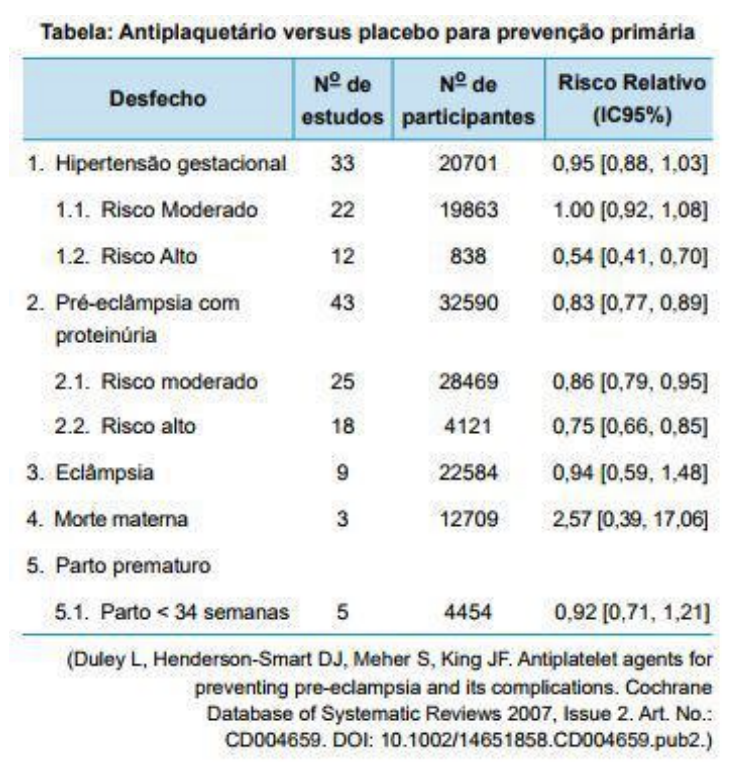 Tabela: Antiplaquetário versus placebo para prevenção primária
Desfecho Nº de estudos Nº de participantes Risco Relativo (IC95%)
1. Hipertensão gestacional 33 20701 0,95 [0,88, 1,03]
1.1. Risco Moderado 22 19863 1.00 [0,92, 1,08]
1.2. Risco Alto 12 838 0,54 [0,41, 0,70]
2. Pré-eclâmpsia com proteinúria 43 32590 0,83 [0,77, 0,89]
2.1. Risco moderado 25 28469 0,86 [0,79, 0,95]
2.2. Risco alto 18 4121 0,75 [0,66, 0,85]
3. Eclâmpsia 9 22584 0,94 [0,59, 1,48]
4. Morte materna 3 12709 2,57 [0,39, 17,06]
5. Parto prematuro
5.1. Parto < 34 semanas 5 4454 0,92 [0,71, 1,21]
(Duley L, Henderson-Smart DJ, Meher S, King JF. Antiplatelet agents for
preventing pre-eclampsia and its complications. Cochrane
Database of Systematic Reviews 2007, Issue 2. Art. No.:
CD004659. DOI: 10.1002/14651858.CD004659.pub2.)